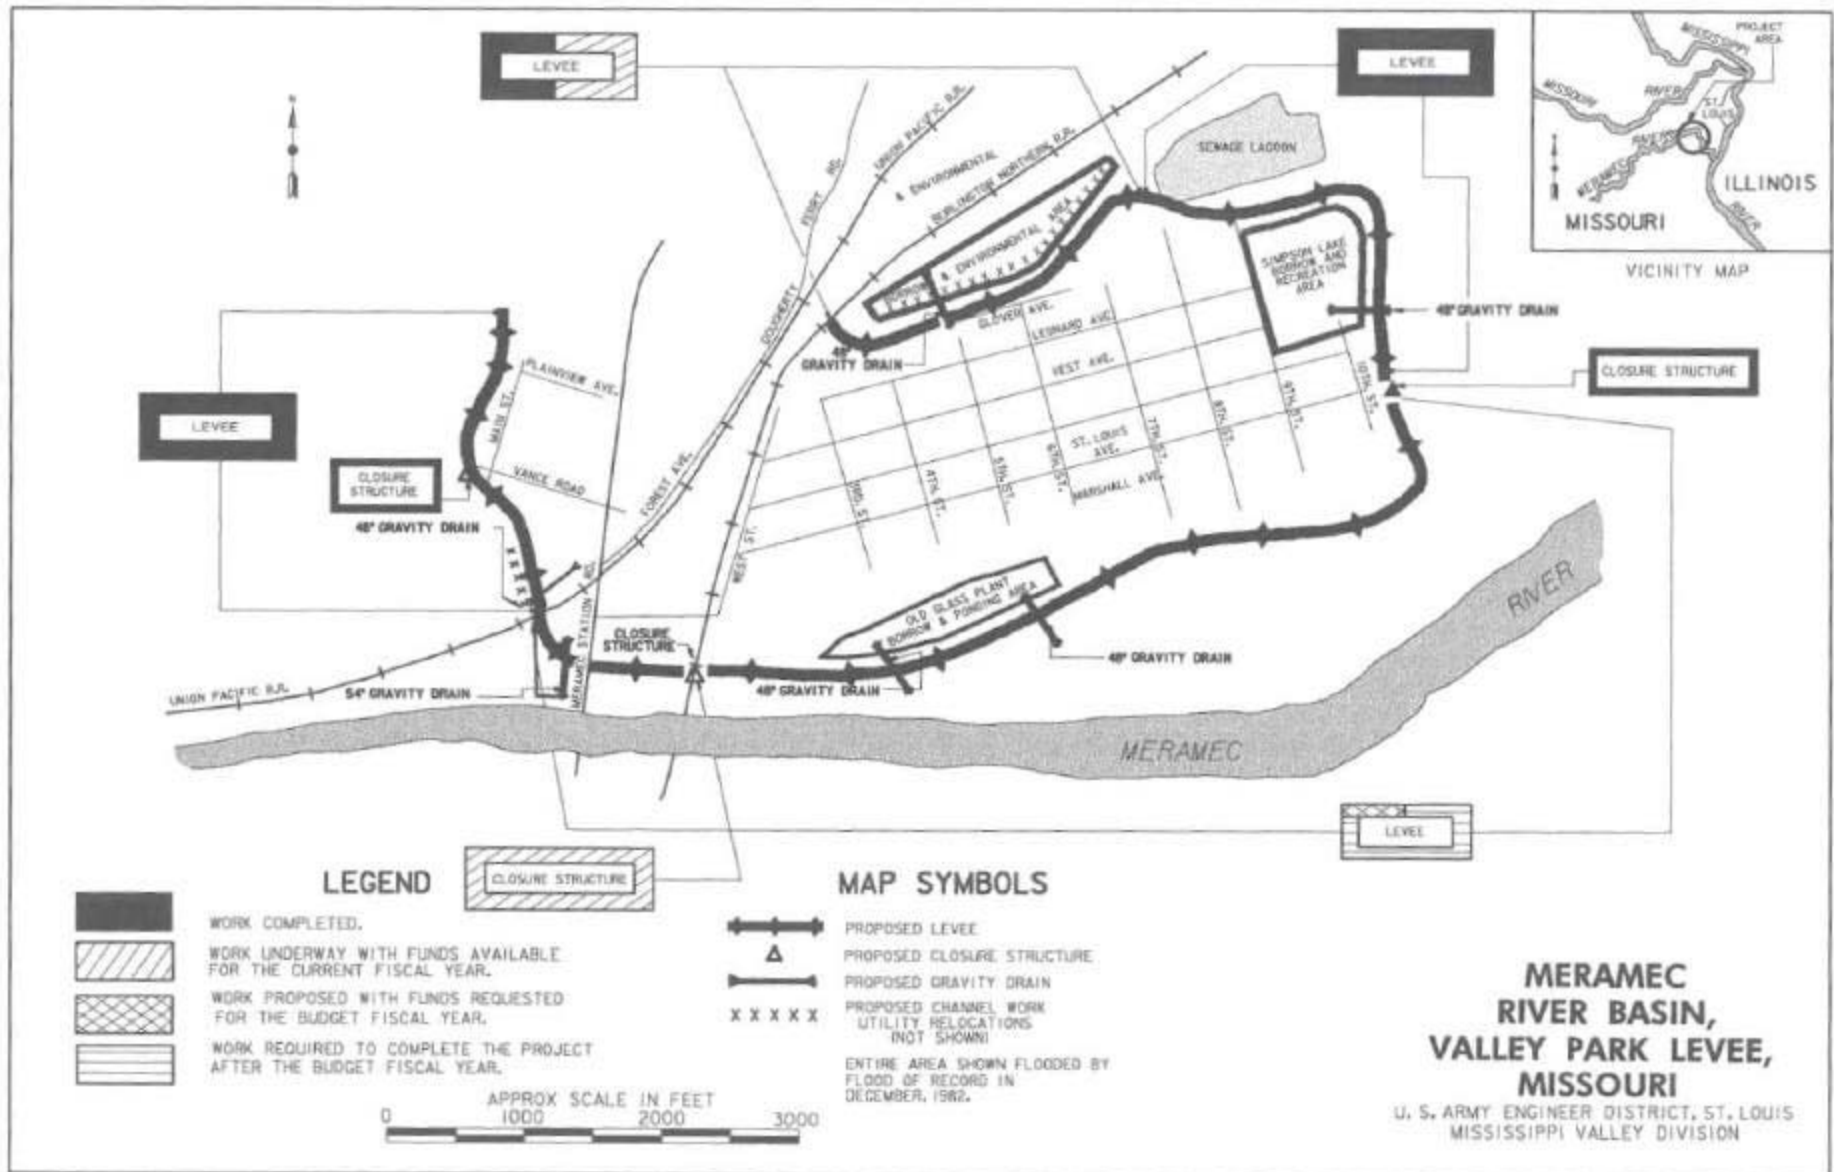 LEVEE
LEVEE
MISSISSIPPI
PROJECT
AREA
MISSOURI
RIVER
ST.
LOUIS
RIVERS
MERAMEC
ILLINOIS
MISSOURI
RIVER
VICINITY MAP
N
UNION PACIFIC R.R.
& ENVIRONMENTAL
BURLINGTON NORTHERN R.R.
SEWAGE LAGOON
DOUGHERTY
FERRY
RD.
BORROW
& ENVIRONMENTAL
AREA
SIMPSON LAKE
BORROW AND
RECREATION
AREA
48" GRAVITY DRAIN
GLOVER AVE.
LEONARD AVE.
48"
GRAVITY DRAIN
VEST AVE.
CLOSURE STRUCTURE
PLAINVIEW AVE.
MAIN ST.
LEVEE
VANCE ROAD
CLOSURE
STRUCTURE
48" GRAVITY DRAIN
FOREST AVE.
WEST ST.
3RD. ST.
4TH. ST.
5TH. ST.
6TH. ST.
7TH. ST.
8TH. ST.
9TH. ST.
10TH. ST.
ST. LOUIS
AVE.
MARSHALL AVE.
OLD GLASS PLANT
BORROW & PONDING AREA
MERAMEC STATION RD.
CLOSURE
STRUCTURE
48" GRAVITY DRAIN
48" GRAVITY DRAIN
54" GRAVITY DRAIN
UNION PACIFIC R.R.
MERAMEC
RIVER
LEVEE
CLOSURE STRUCTURE
LEGEND
WORK COMPLETED.
WORK UNDERWAY WITH FUNDS AVAILABLE
FOR THE CURRENT FISCAL YEAR.
WORK PROPOSED WITH FUNDS REQUESTED
FOR THE BUDGET FISCAL YEAR.
WORK REQUIRED TO COMPLETE THE PROJECT
AFTER THE BUDGET FISCAL YEAR.
MAP SYMBOLS
PROPOSED LEVEE
PROPOSED CLOSURE STRUCTURE
PROPOSED GRAVITY DRAIN
X X X X X PROPOSED CHANNEL WORK
UTILITY RELOCATIONS
(NOT SHOWN)
ENTIRE AREA SHOWN FLOODED BY
FLOOD OF RECORD IN
DECEMBER, 1982.
APPROX SCALE IN FEET
0 1000 2000 3000
MERAMEC
RIVER BASIN,
VALLEY PARK LEVEE,
MISSOURI
U. S. ARMY ENGINEER DISTRICT, ST. LOUIS
MISSISSIPPI VALLEY DIVISION